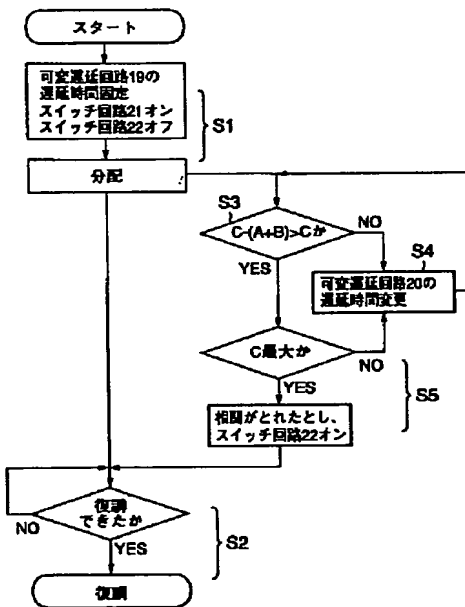 スタート
可変遅延回路19の
遅延時間固定
スイッチ回路21オン
スイッチ回路22オフ
S1
分配
S3
C-(A+B)>Cか
NO
YES
S4
可変遅延回路20の
遅延時間変更
C最大か
NO
YES
S5
相関がとれたとし、
スイッチ回路22オン
復調
できたか
NO
YES
S2
復調